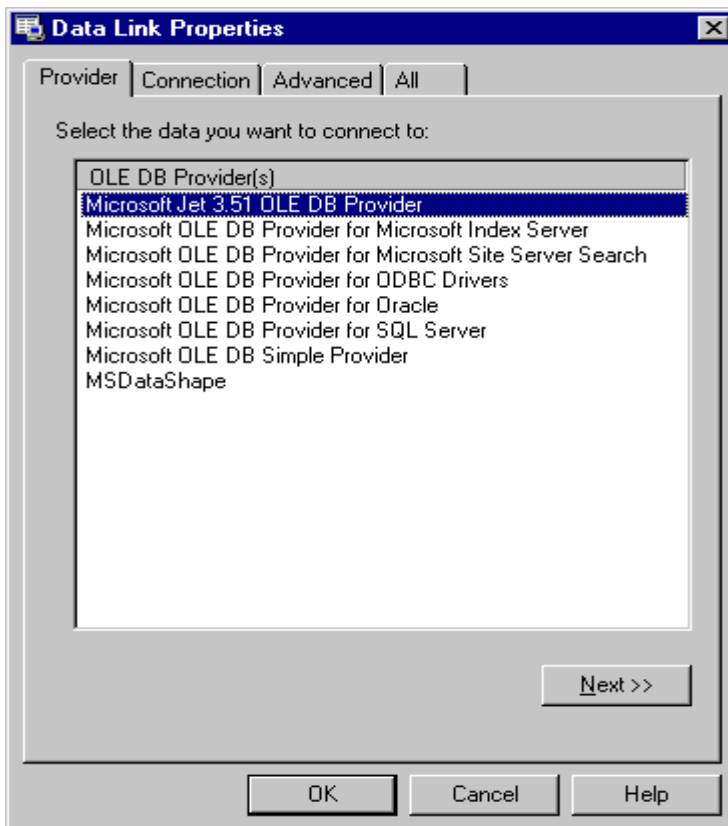 Data Link Properties
Provider Connection Advanced All
Select the data you want to connect to:
OLE DB Provider(s)
Microsoft Jet 3.51 OLE DB Provider
Microsoft OLE DB Provider for Microsoft Index Server
Microsoft OLE DB Provider for Microsoft Site Server Search
Microsoft OLE DB Provider for ODBC Drivers
Microsoft OLE DB Provider for Oracle
Microsoft OLE DB Provider for SQL Server
Microsoft OLE DB Simple Provider
MSDataShape
Next >>
OK Cancel Help